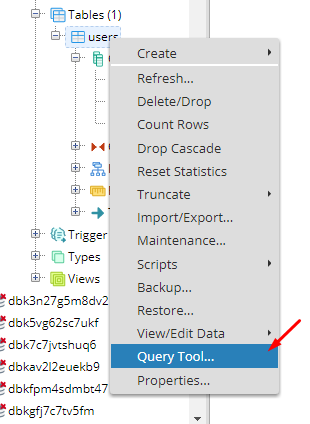 Tables (1)
users
Create
Refresh...
Delete/Drop
Count Rows
Drop Cascade
Reset Statistics
Truncate
Import/Export...
Maintenance...
Scripts
Trigger
Types
Backup...
Views
dbk3n27g5m8dv2
Restore...
dbk5vg62sc7ukf
View/Edit Data
dbk7c7jvtshuq6
Query Tool...
dbkav2l2euekb9
Properties...
dbkfpm4sdmbt47
dbkgfj7c7tv5fm